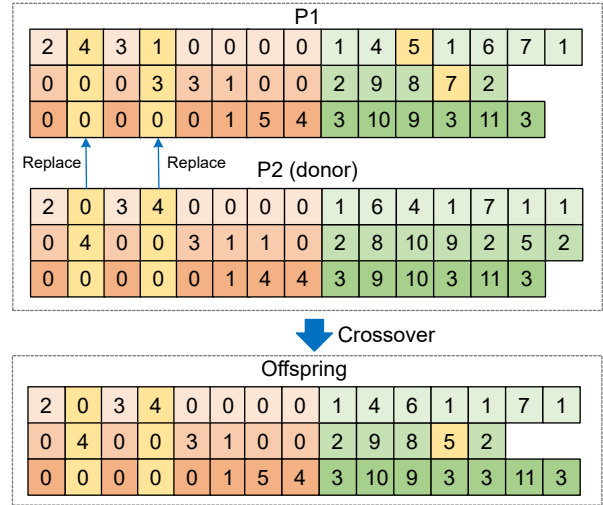 P1
2 4 3 1 0 0 0 0 1 4 5 1 6 7 1
0 0 0 3 3 1 0 0 2 9 8 7 2
0 0 0 0 0 1 5 4 3 10 9 3 11 3
Replace Replace
P2 (donor)
2 0 3 4 0 0 0 0 1 6 4 1 7 1 1
0 4 0 0 3 1 1 0 2 8 10 9 2 5 2
0 0 0 0 0 1 4 4 3 9 10 3 11 3
Crossover
Offspring
2 0 3 4 0 0 0 0 1 4 6 1 1 7 1
0 4 0 0 3 1 0 0 2 9 8 5 2
0 0 0 0 0 1 5 4 3 10 9 3 3 11 3